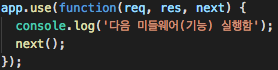 app.use(function(req, res, next) {
  console.log('다음 미들웨어(기능) 실행함');
  next();
});